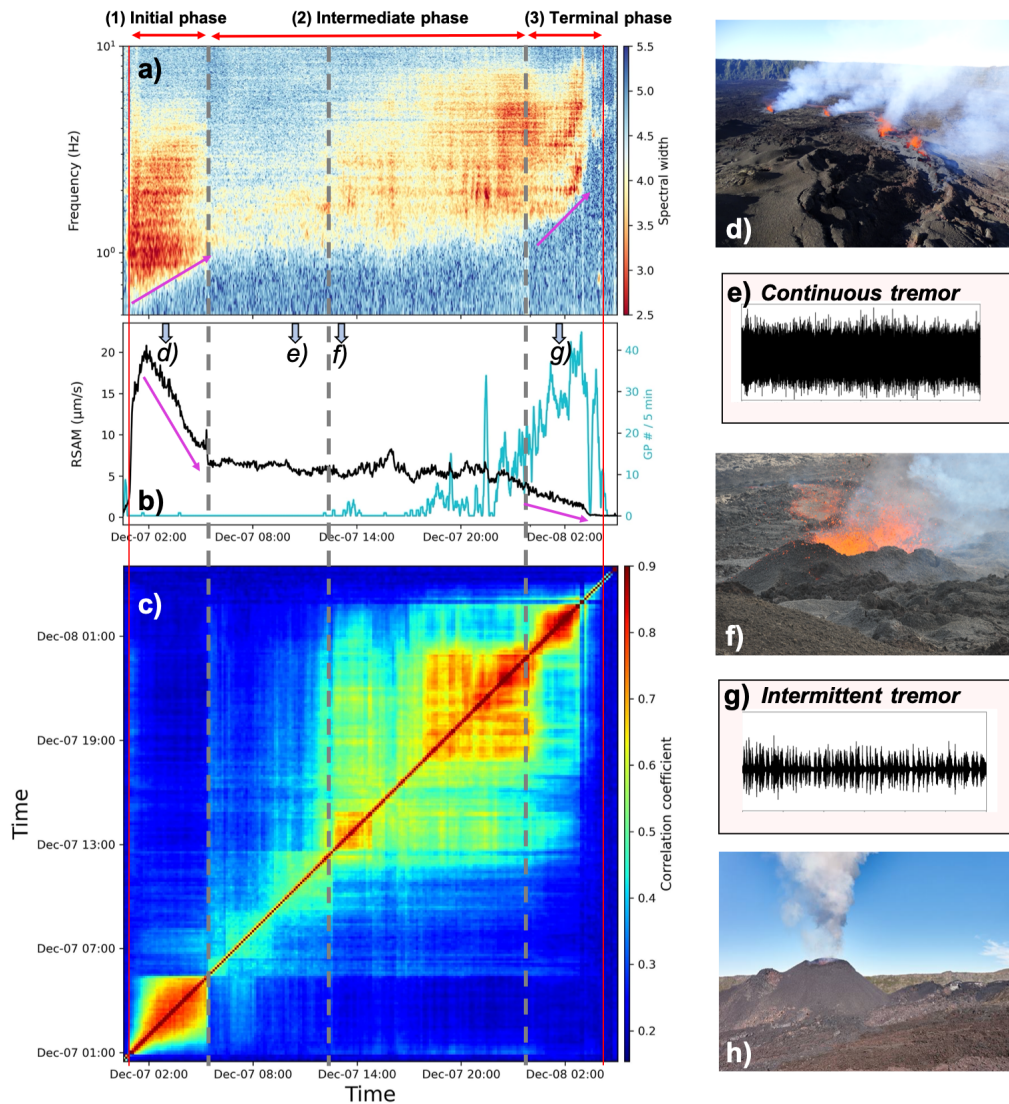 (1) Initial phase
(2) Intermediate phase
(3) Terminal phase
a)
10¹
10⁰
Frequency (Hz)
5.5
5.0
4.5
4.0
3.5
3.0
2.5
Spectral width
d)
e) Continuous tremor
b)
d)
e)
f)
g)
20
15
10
5
0
RSAM (μm/s)
40
30
20
10
0
GP # / 5 min
Dec-07 02:00
Dec-07 08:00
Dec-07 14:00
Dec-07 20:00
Dec-08 02:00
f)
c)
Dec-08 01:00
Dec-07 19:00
Dec-07 13:00
Dec-07 07:00
Dec-07 01:00
Time
0.9
0.8
0.7
0.6
0.5
0.4
0.3
0.2
Correlation coefficient
Dec-07 02:00
Dec-07 08:00
Dec-07 14:00
Dec-07 20:00
Dec-08 02:00
Time
g) Intermittent tremor
h)